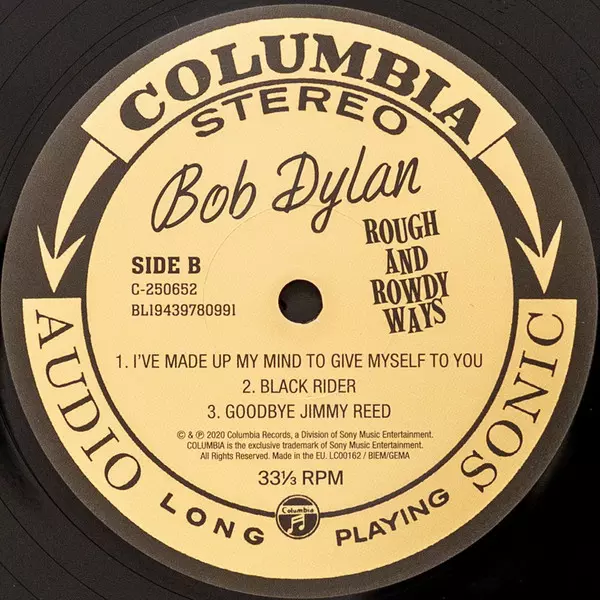 COLUMBIA
STEREO
Bob Dylan
ROUGH
AND
ROWDY
WAYS
SIDE B
C-250652
BL19439780991
1. I'VE MADE UP MY MIND TO GIVE MYSELF TO YOU
2. BLACK RIDER
3. GOODBYE JIMMY REED
© & ℗ 2020 Columbia Records, a Division of Sony Music Entertainment.
COLUMBIA is the exclusive trademark of Sony Music Entertainment.
All Rights Reserved. Made in the EU. LC00162 / BIEM/GEMA
33⅓ RPM
AUDIO
LONG
Columbia
PLAYING
SONIC